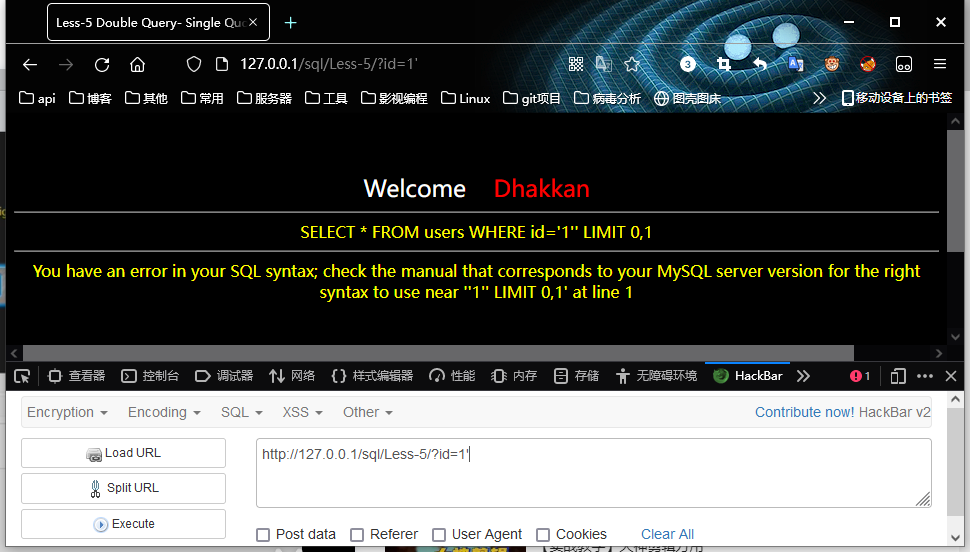 Less-5 Double Query- Single Quo
127.0.0.1/sql/Less-5/?id=1'
3
api 博客 其他 常用 服务器 工具 影视编程 Linux git项目 病毒分析 图壳图床 移动设备上的书签
Welcome Dhakkan
SELECT * FROM users WHERE id='1'' LIMIT 0,1
You have an error in your SQL syntax; check the manual that corresponds to your MySQL server version for the right
syntax to use near ''1'' LIMIT 0,1' at line 1
查看器 控制台 调试器 网络 样式编辑器 性能 内存 存储 无障碍环境 HackBar 1
Encryption Encoding SQL XSS Other Contribute now! HackBar v2
Load URL
http://127.0.0.1/sql/Less-5/?id=1'
Split URL
Execute
Post data Referer User Agent Cookies Clear All